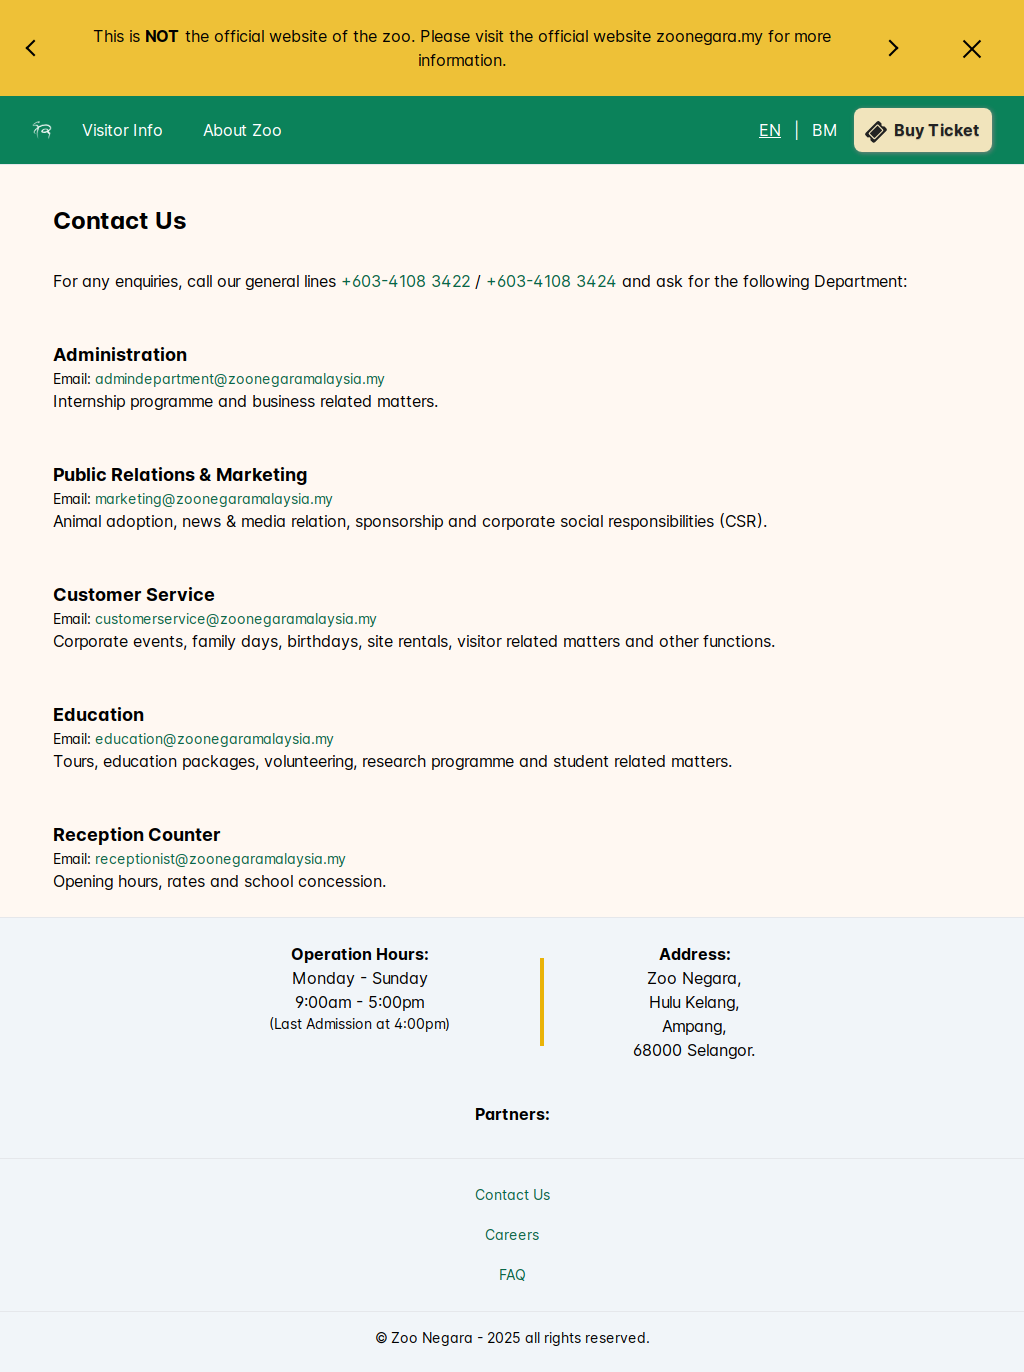 This is NOT the official website of the zoo. Please visit the official website zoonegara.my for more
information.
Visitor Info
About Zoo
EN | BM
Buy Ticket
Contact Us
For any enquiries, call our general lines +603-4108 3422 / +603-4108 3424 and ask for the following Department:
Administration
Email: admindepartment@zoonegaramalaysia.my
Internship programme and business related matters.
Public Relations & Marketing
Email: marketing@zoonegaramalaysia.my
Animal adoption, news & media relation, sponsorship and corporate social responsibilities (CSR).
Customer Service
Email: customerservice@zoonegaramalaysia.my
Corporate events, family days, birthdays, site rentals, visitor related matters and other functions.
Education
Email: education@zoonegaramalaysia.my
Tours, education packages, volunteering, research programme and student related matters.
Reception Counter
Email: receptionist@zoonegaramalaysia.my
Opening hours, rates and school concession.
Operation Hours:
Monday - Sunday
9:00am - 5:00pm
(Last Admission at 4:00pm)
Address:
Zoo Negara,
Hulu Kelang,
Ampang,
68000 Selangor.
Partners:
Contact Us
Careers
FAQ
© Zoo Negara - 2025 all rights reserved.